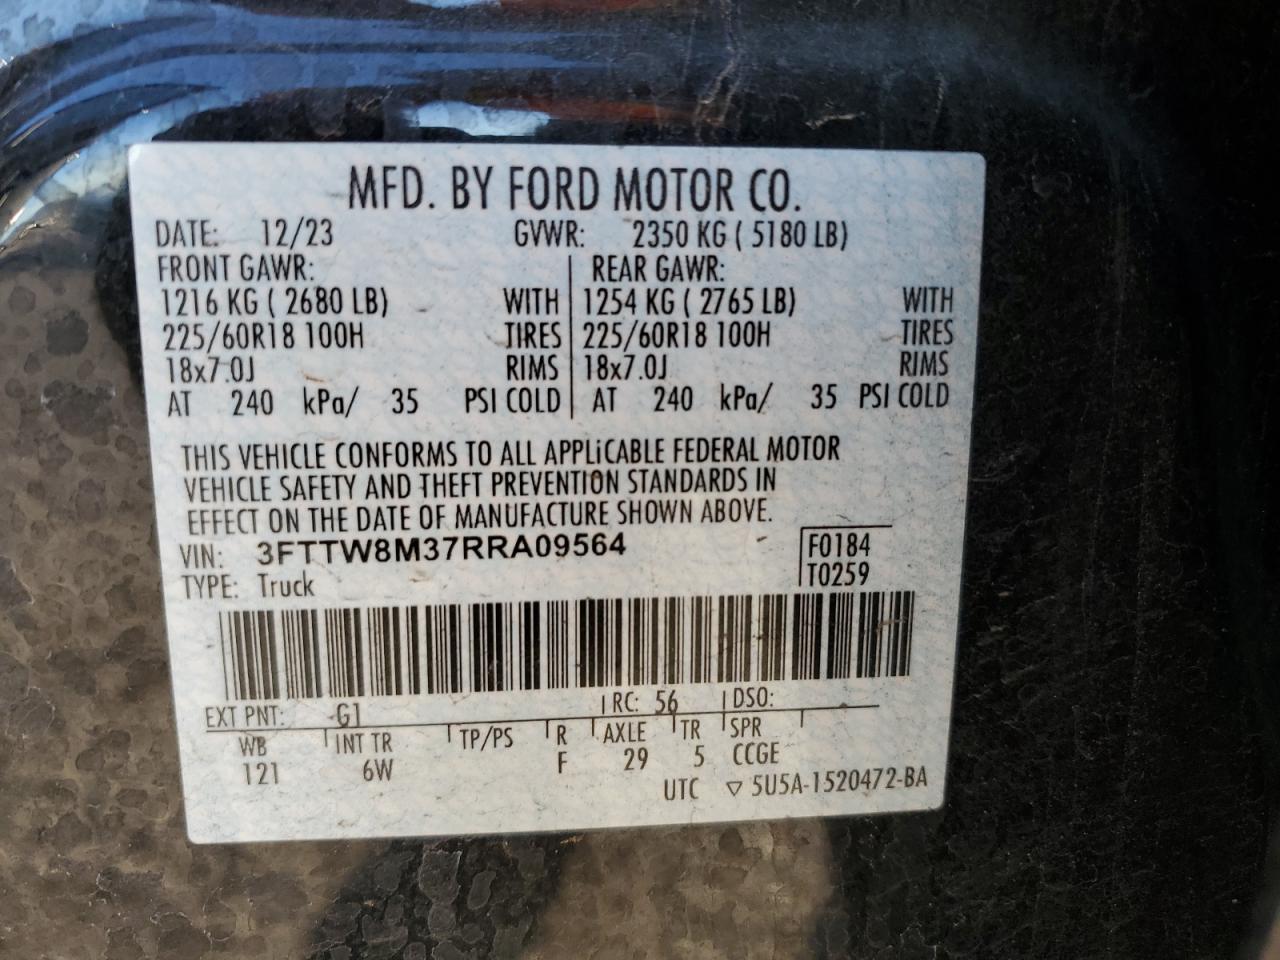 MFD. BY FORD MOTOR CO.
DATE: 12/23 GVWR: 2350 KG ( 5180 LB)
FRONT GAWR: REAR GAWR:
1216 KG ( 2680 LB) WITH 1254 KG ( 2765 LB) WITH
225/60R18 100H TIRES 225/60R18 100H TIRES
18x7.0J RIMS 18x7.0J RIMS
AT 240 kPa/ 35 PSI COLD AT 240 kPa/ 35 PSI COLD
THIS VEHICLE CONFORMS TO ALL APPLiCABLE FEDERAL MOTOR
VEHICLE SAFETY AND THEFT PREVENTION STANDARDS IN
EFFECT ON THE DATE OF MANUFACTURE SHOWN ABOVE.
VIN: 3FTTW8M37RRA09564 F0184
TYPE: Truck T0259
EXT PNT: G1 RC: 56 DSO:
WB INT TR TP/PS R AXLE TR SPR
121 6W F 29 5 CCGE
UTC ▽ 5U5A-1520472-BA